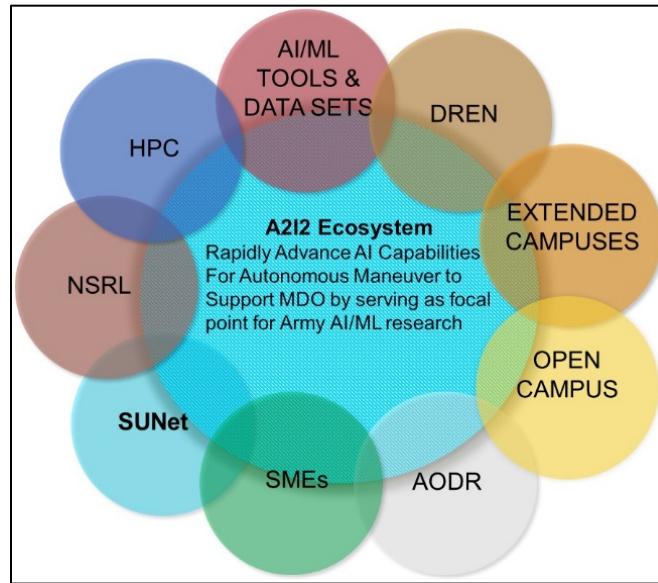 AI/ML
TOOLS &
DATA SETS
DREN
HPC
EXTENDED
CAMPUSES
A2I2 Ecosystem
Rapidly Advance AI Capabilities
For Autonomous Maneuver to
Support MDO by serving as focal
point for Army AI/ML research
NSRL
OPEN
CAMPUS
SUNet
SMEs
AODR